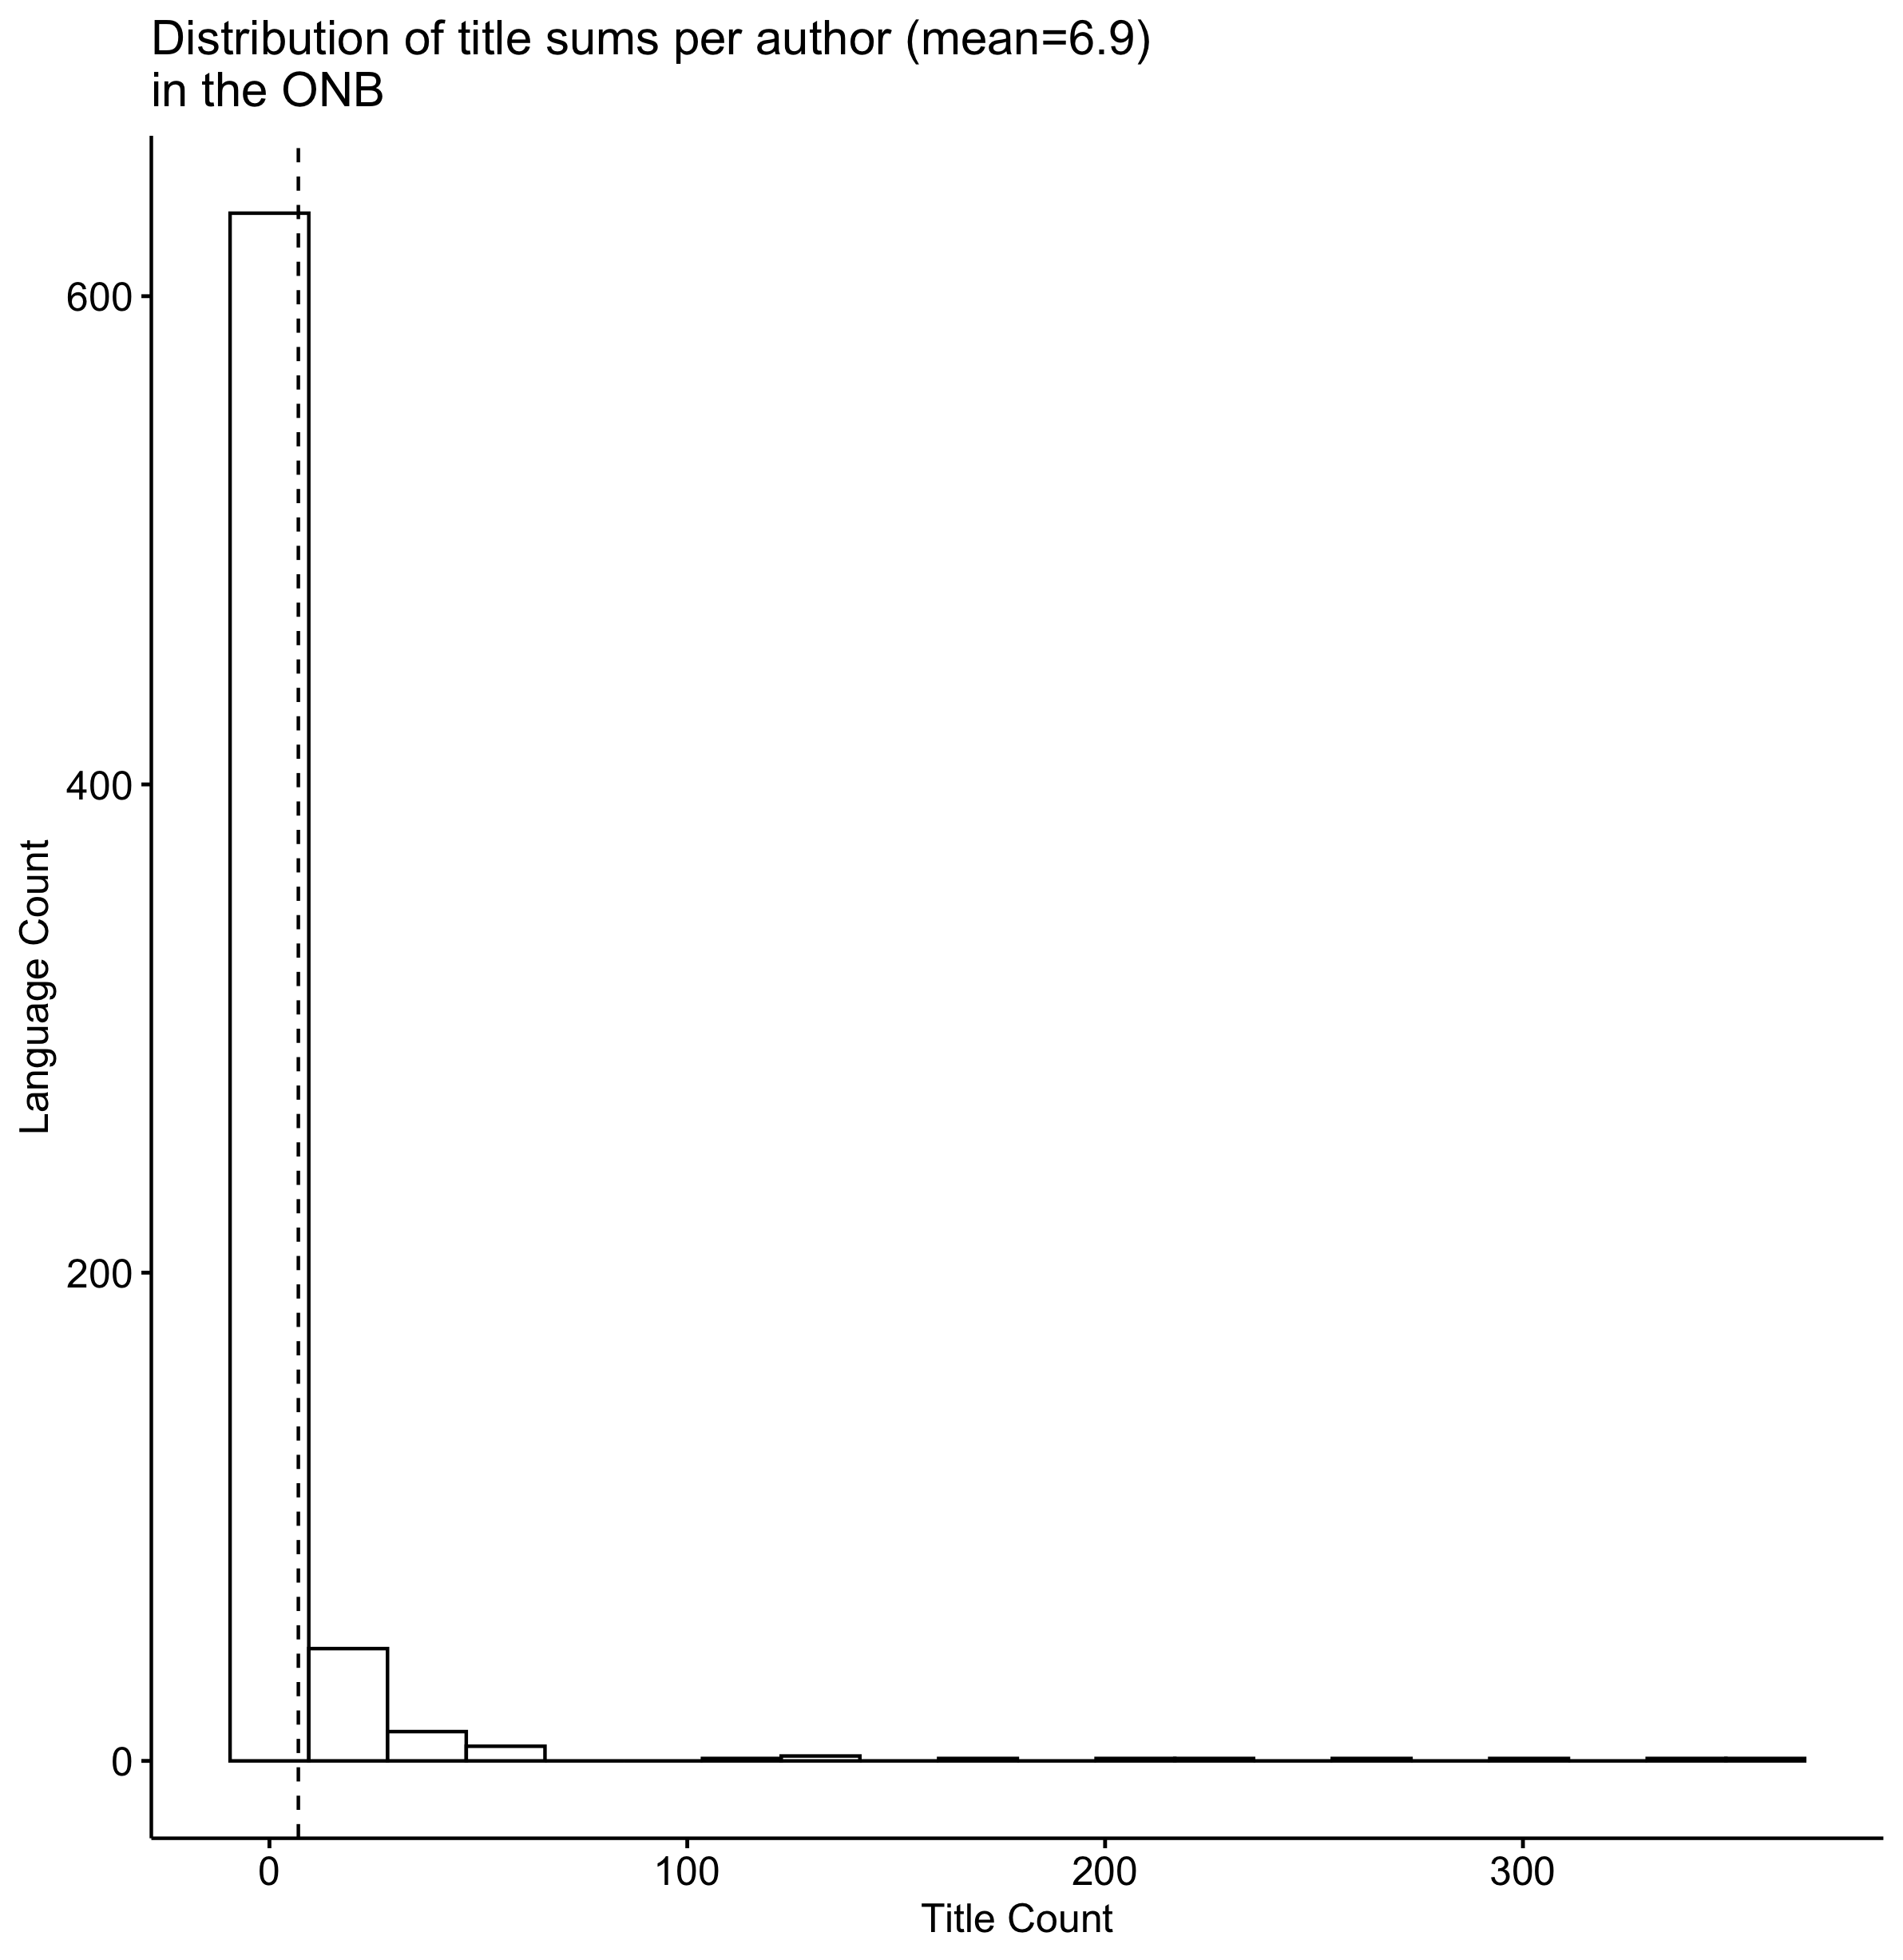 Distribution of title sums per author (mean=6.9)
in the ONB
600
400
200
0
Language Count
0
100
200
300
Title Count